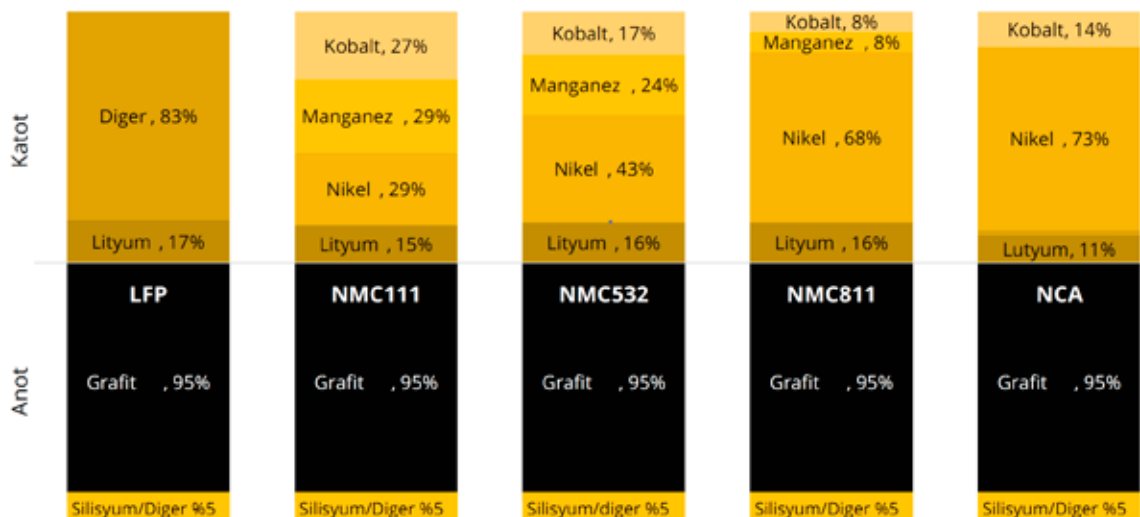 Katot
Diger , 83%
Lityum , 17%
Kobalt, 27%
Manganez , 29%
Nikel , 29%
Lityum , 15%
Kobalt, 17%
Manganez , 24%
Nikel , 43%
Lityum , 16%
Kobalt, 8%
Manganez , 8%
Nikel , 68%
Lityum , 16%
Kobalt, 14%
Nikel , 73%
Lutyum, 11%
Anot
LFP
Grafit , 95%
Silisyum/Diger %5
NMC111
Grafit , 95%
Silisyum/Diger %5
NMC532
Grafit , 95%
Silisyum/diger %5
NMC811
Grafit , 95%
Silisyum/Diger %5
NCA
Grafit , 95%
Silisyum/Diger %5